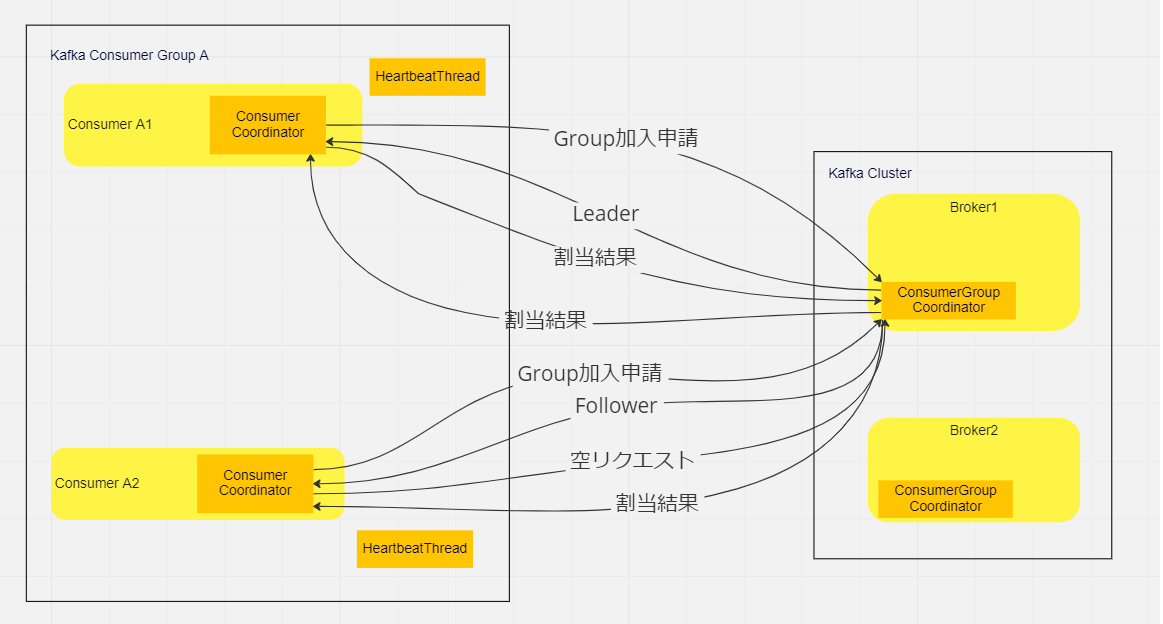 Kafka Consumer Group A
HeartbeatThread
Consumer A1
Consumer
Coordinator
Group加入申請
Leader
割当結果
割当結果
Kafka Cluster
Broker1
ConsumerGroup
Coordinator
Group加入申請
Follower
空リクエスト
割当結果
Broker2
ConsumerGroup
Coordinator
Consumer A2
Consumer
Coordinator
HeartbeatThread